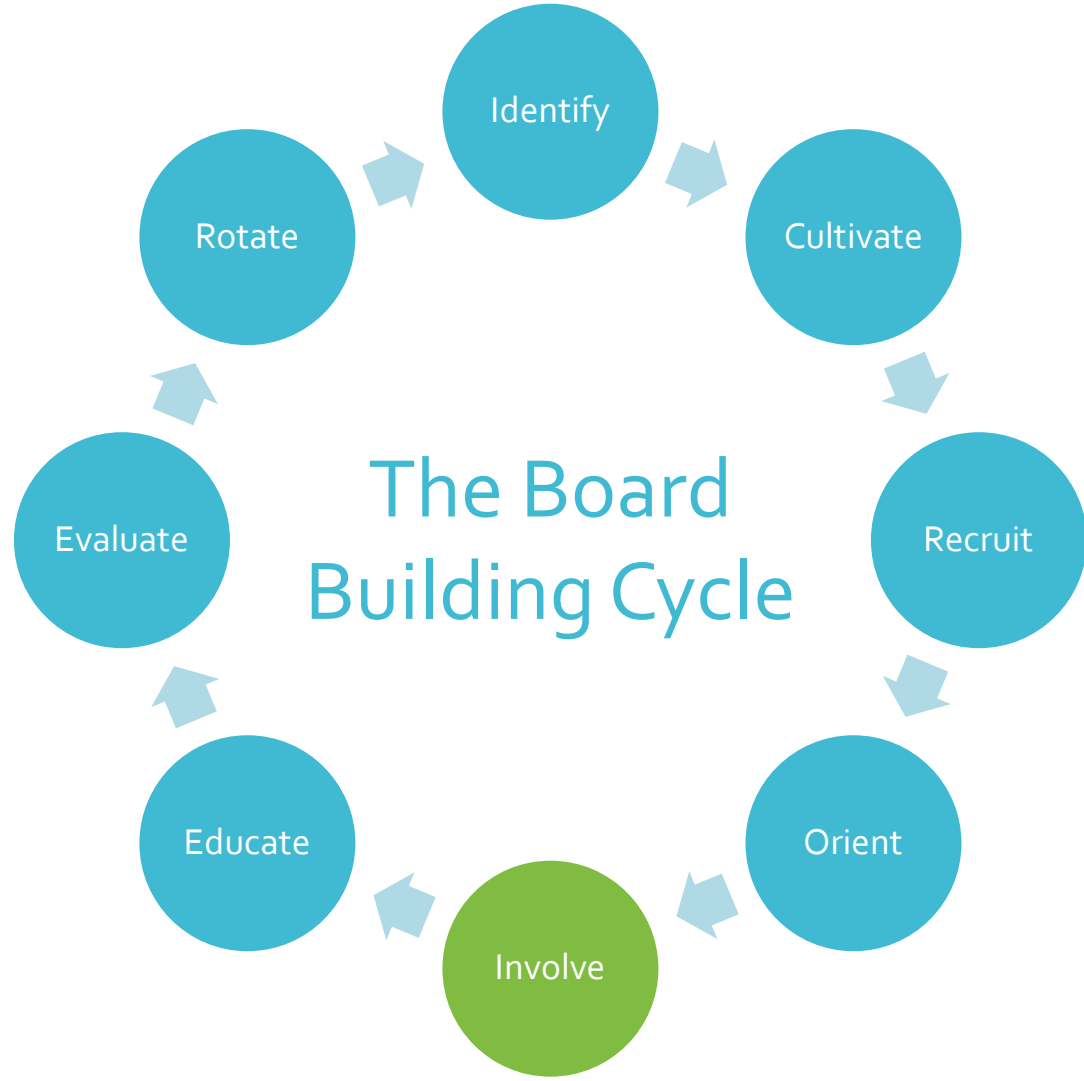 Identify
Cultivate
Recruit
Orient
Involve
Educate
Evaluate
Rotate
The Board
Building Cycle